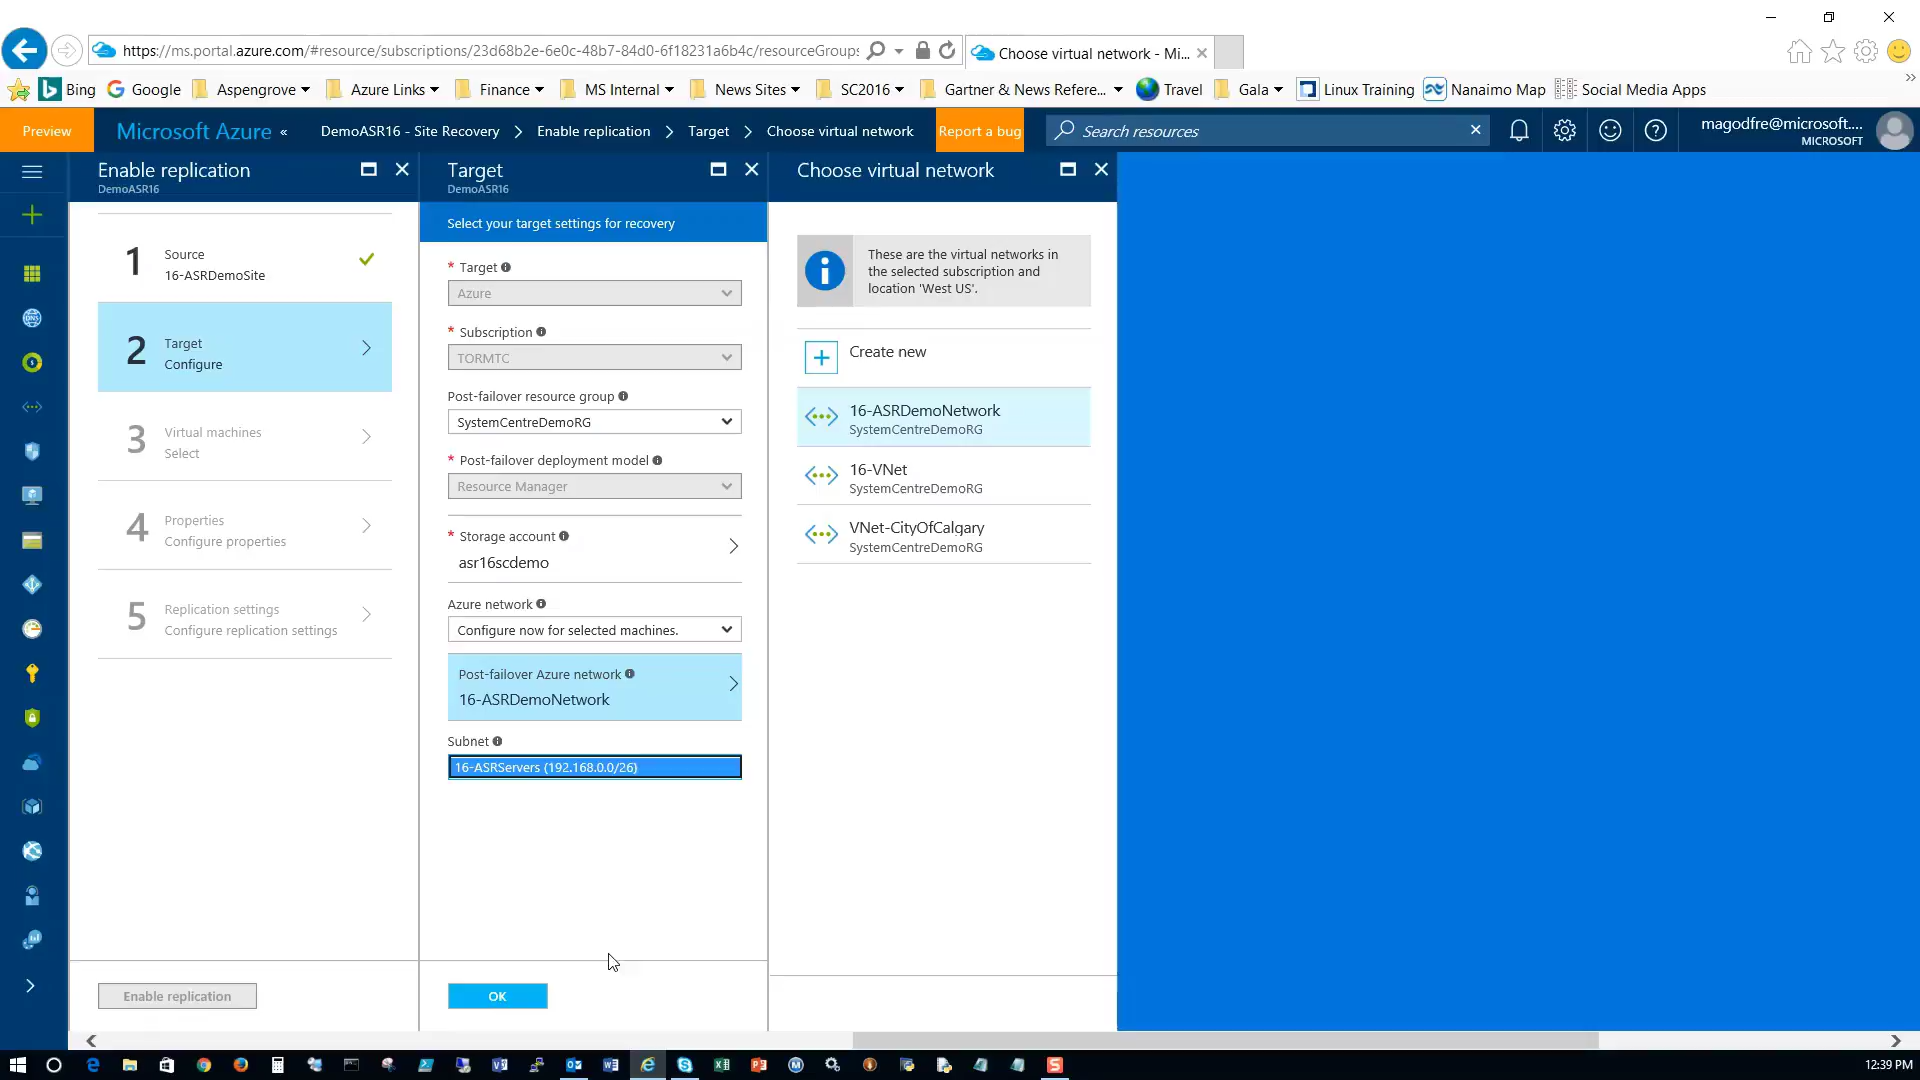 https://ms.portal.azure.com/#resource/subscriptions/23d68b2e-6e0c-48b7-84d0-6f18231a6b4c/resourceGroups
Choose virtual network - Mi...
Bing
Google
Aspengrove
Azure Links
Finance
MS Internal
News Sites
SC2016
Gartner & News Refere...
Travel
Gala
Linux Training
Nanaimo Map
Social Media Apps
Preview
Microsoft Azure «
DemoASR16 - Site Recovery
Enable replication
Target
Choose virtual network
Report a bug
Search resources
magodfre@microsoft....
MICROSOFT
Enable replication
DemoASR16
1
Source
16-ASRDemoSite
2
Target
Configure
3
Virtual machines
Select
4
Properties
Configure properties
5
Replication settings
Configure replication settings
Enable replication
Target
DemoASR16
Select your target settings for recovery
* Target
Azure
* Subscription
TORMTC
Post-failover resource group
SystemCentreDemoRG
* Post-failover deployment model
Resource Manager
* Storage account
asr16scdemo
Azure network
Configure now for selected machines.
Post-failover Azure network
16-ASRDemoNetwork
Subnet
16-ASRServers (192.168.0.0/26)
OK
Choose virtual network
These are the virtual networks in
the selected subscription and
location 'West US'.
Create new
16-ASRDemoNetwork
SystemCentreDemoRG
16-VNet
SystemCentreDemoRG
VNet-CityOfCalgary
SystemCentreDemoRG
12:39 PM